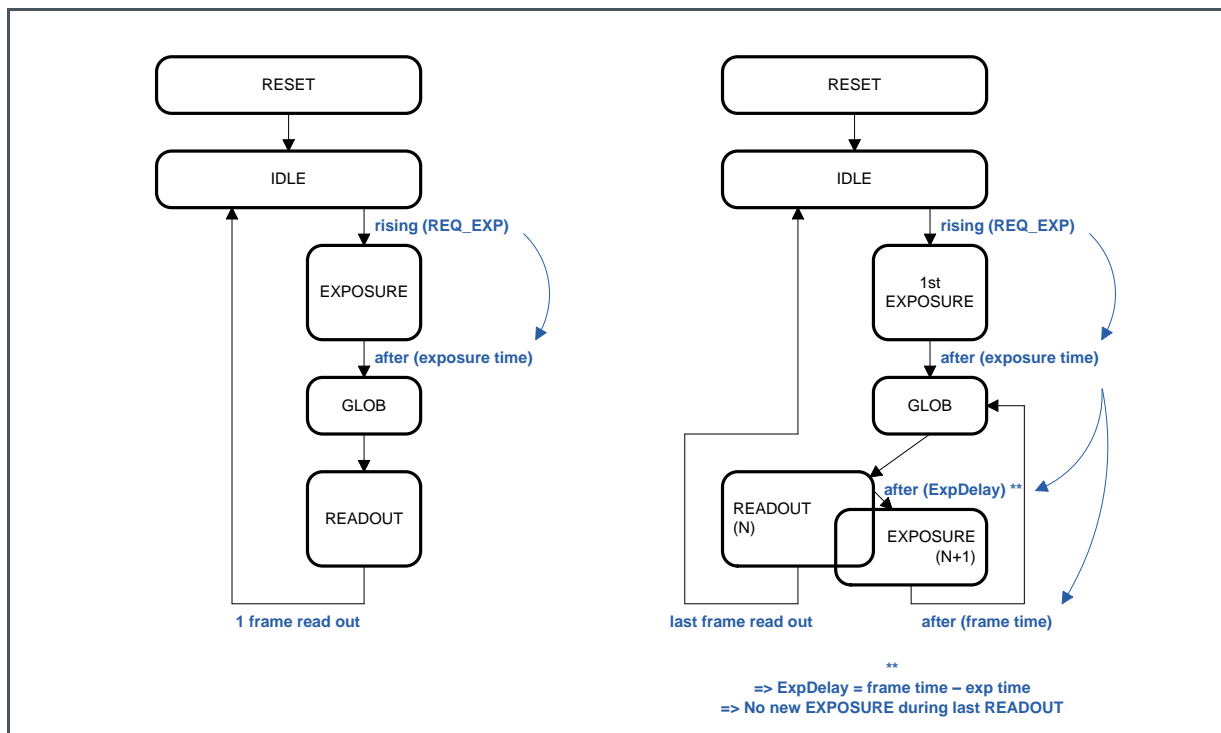 RESET
IDLE
rising (REQ_EXP)
EXPOSURE
after (exposure time)
GLOB
READOUT
1 frame read out
RESET
IDLE
rising (REQ_EXP)
1st
EXPOSURE
after (exposure time)
GLOB
after (ExpDelay) **
READOUT
(N)
EXPOSURE
(N+1)
last frame read out
after (frame time)
**
=> ExpDelay = frame time – exp time
=> No new EXPOSURE during last READOUT